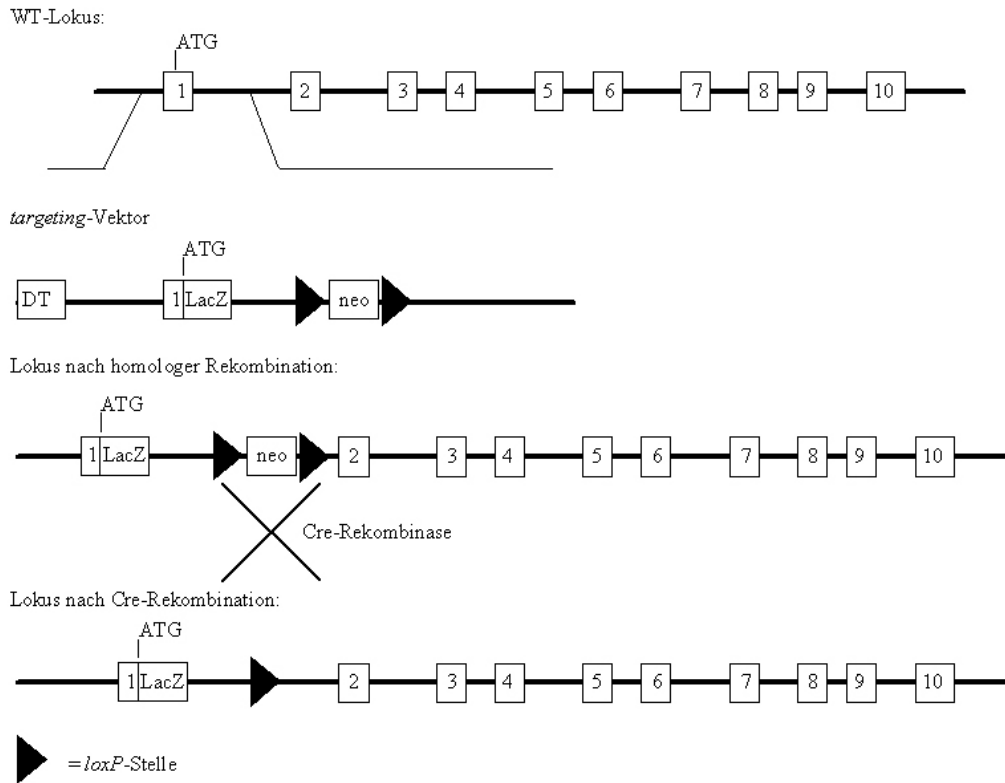 WT-Lokus:
ATG
1 2 3 4 5 6 7 8 9 10
targeting-Vektor
ATG
DT 1 LacZ neo
Lokus nach homologer Rekombination:
ATG
1 LacZ neo 2 3 4 5 6 7 8 9 10
Cre-Rekombinase
Lokus nach Cre-Rekombination:
ATG
1 LacZ 2 3 4 5 6 7 8 9 10
=loxP-Stelle